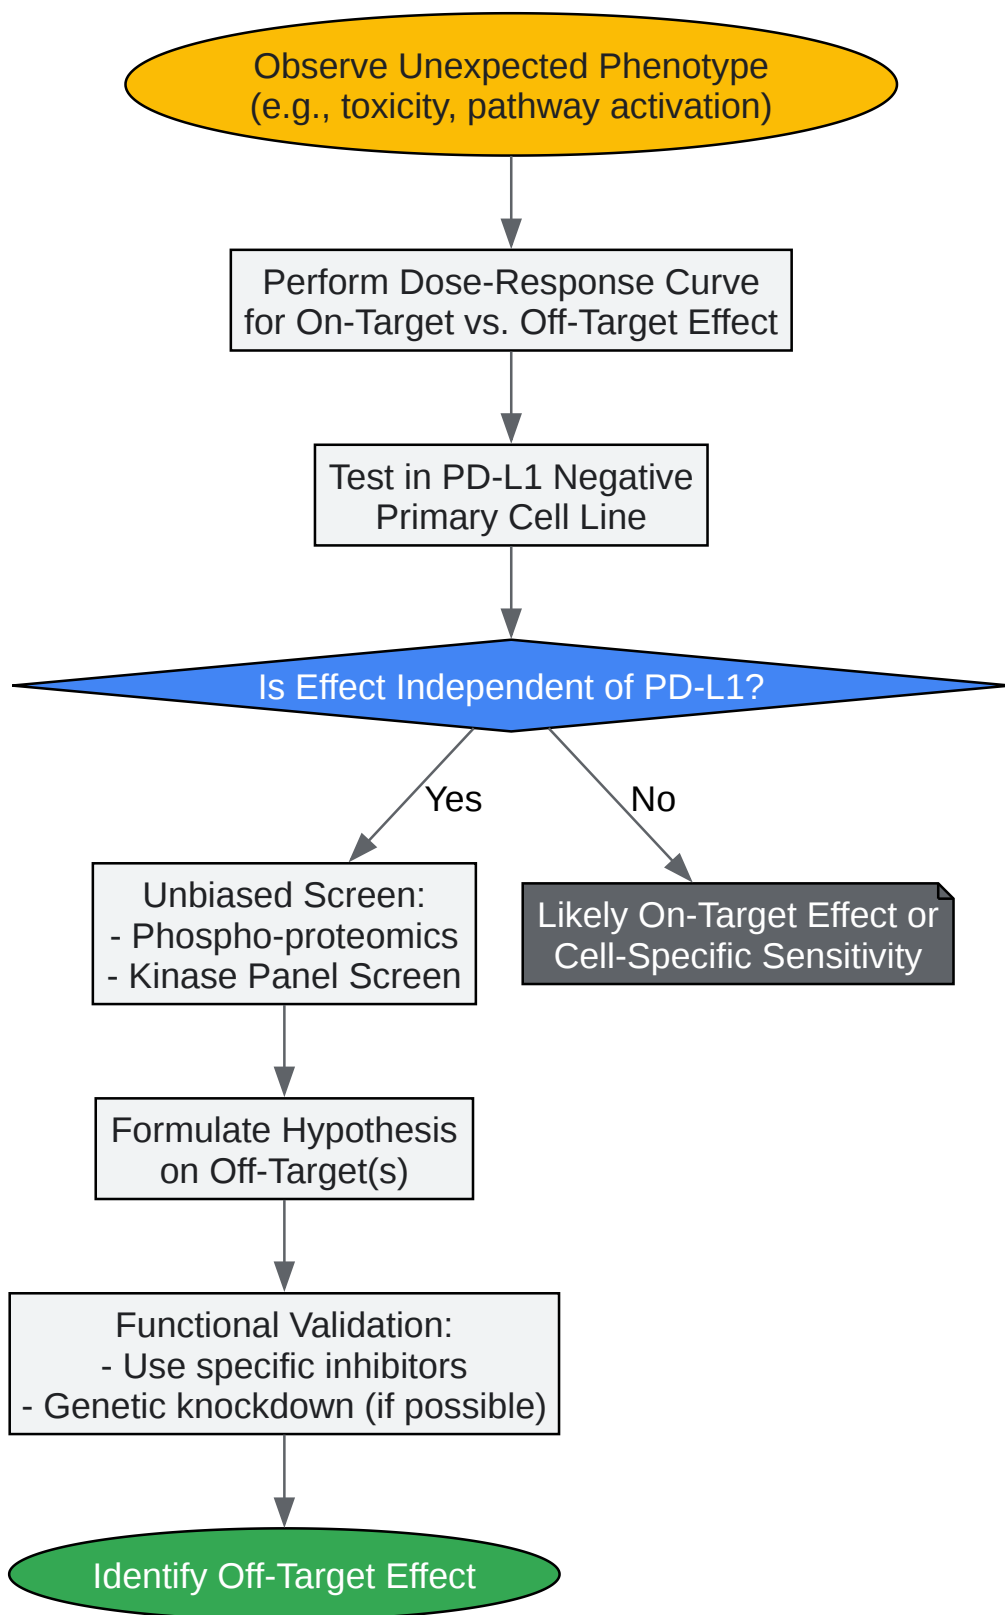 Observe Unexpected Phenotype
(e.g., toxicity, pathway activation)
Perform Dose-Response Curve
for On-Target vs. Off-Target Effect
Test in PD-L1 Negative
Primary Cell Line
Is Effect Independent of PD-L1?
Yes
No
Unbiased Screen:
- Phospho-proteomics
- Kinase Panel Screen
Likely On-Target Effect or
Cell-Specific Sensitivity
Formulate Hypothesis
on Off-Target(s)
Functional Validation:
- Use specific inhibitors
- Genetic knockdown (if possible)
Identify Off-Target Effect